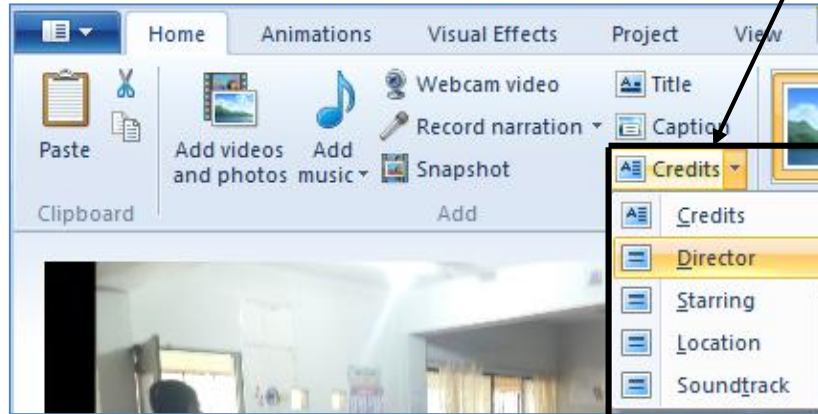 Home Animations Visual Effects Project View
Paste
Add videos and photos
Add music
Webcam video
Record narration
Snapshot
Title
Caption
Credits
Clipboard
Add
Credits
Director
Starring
Location
Soundtrack